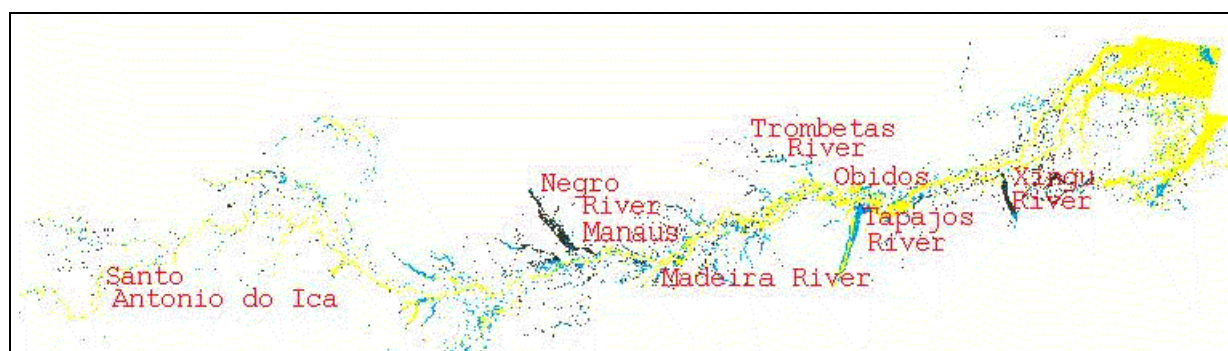 Trombetas
River
Negro
River
Manaus
Obidos
Xingu
River
Tapajos
River
Madeira River
Santo
Antonio do Ica